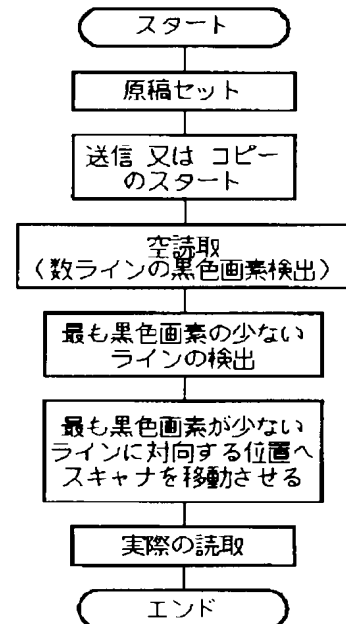 スタート
原稿セット
送信 又は コピー
のスタート
空読取
（数ラインの黒色画素検出）
最も黒色画素の少ない
ラインの検出
最も黒色画素が少ない
ラインに対向する位置へ
スキャナを移動させる
実際の読取
エンド